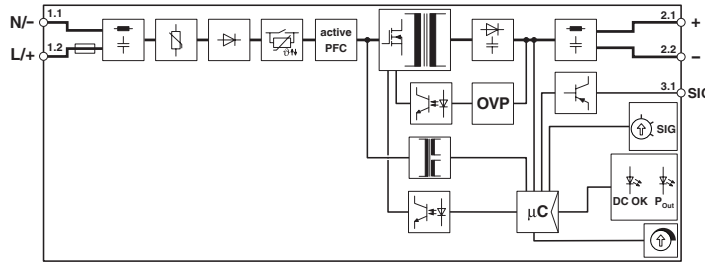 N/– 1.1
L/+ 1.2
active
PFC
2.1 +
2.2 –
3.1 SIG
OVP
SIG
µC
DC OK P Out